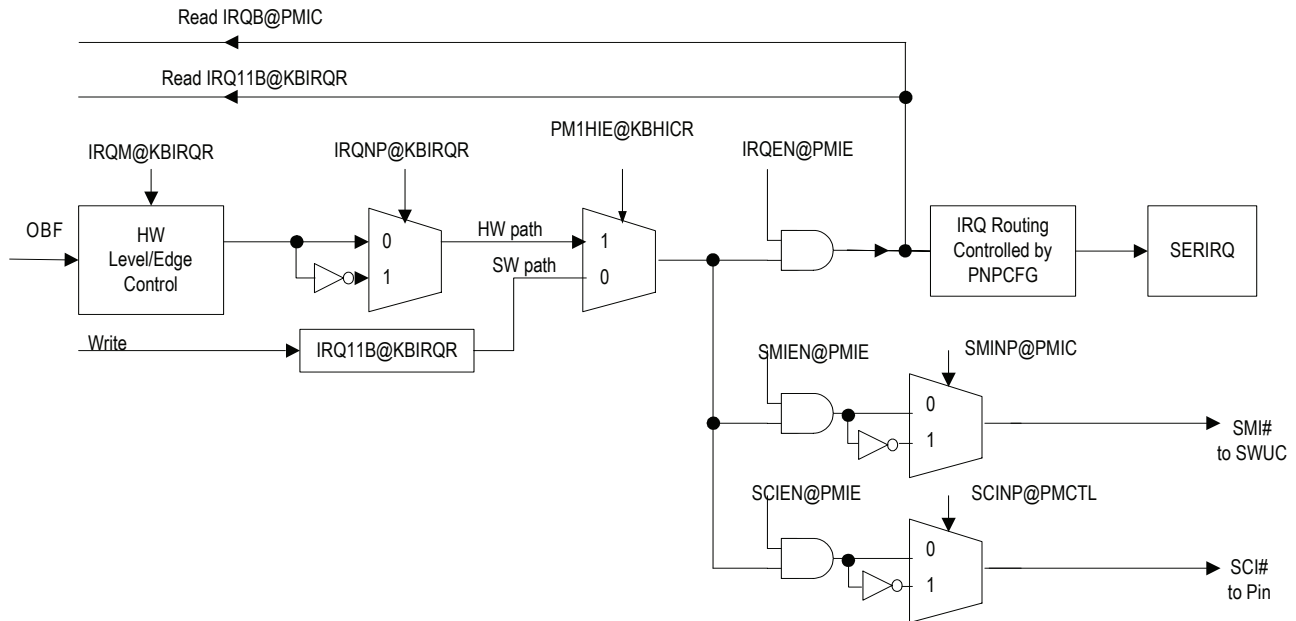 Read IRQB@PMIC
Read IRQ11B@KBIRQR
PM1HIE@KBHICR
IRQM@KBIRQR
IRQNP@KBIRQR
IRQEN@PMIE
OBF
HW
Level/Edge
Control
0
1
HW path
SW path
1
0
IRQ Routing
Controlled by
PNPCFG
SERIRQ
Write
IRQ11B@KBIRQR
SMIEN@PMIE
SMINP@PMIC
0
1
SMI#
to SWUC
SCIEN@PMIE
SCINP@PMCTL
0
1
SCI#
to Pin